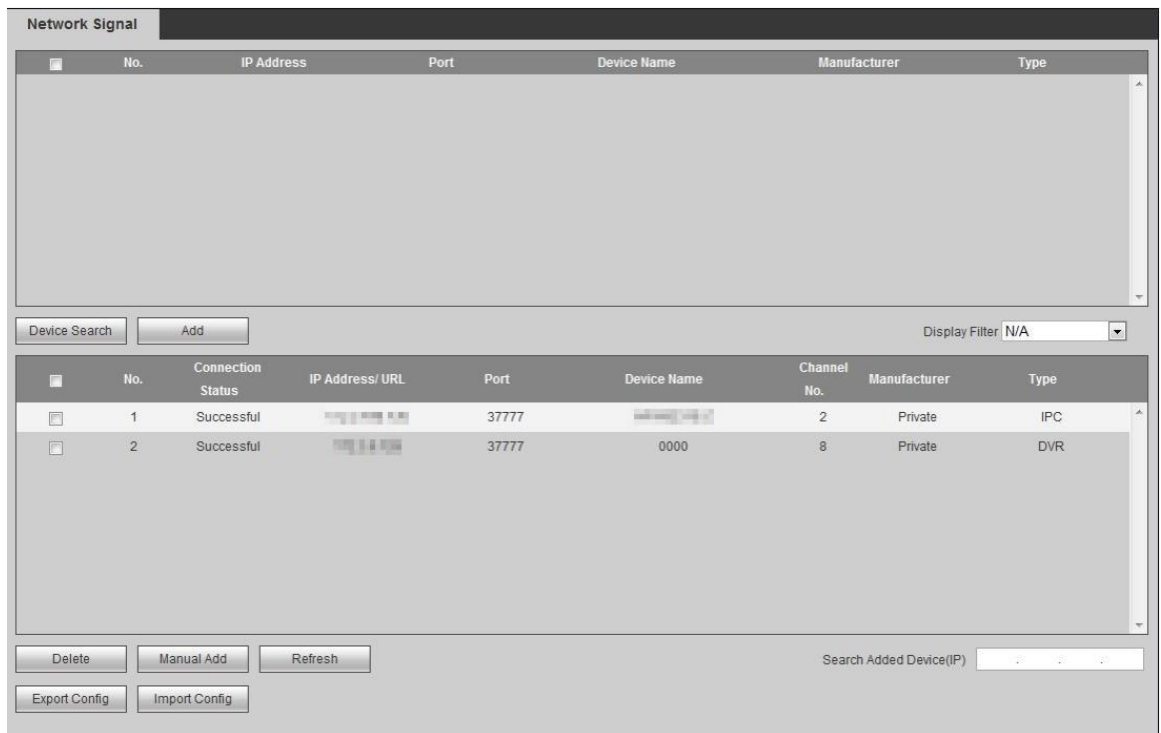 Network Signal
No. IP Address Port Device Name Manufacturer Type
Device Search Add Display Filter N/A
No. Connection Status IP Address/ URL Port Device Name Channel No. Manufacturer Type
1 Successful 37777 2 Private IPC
2 Successful 37777 0000 8 Private DVR
Delete Manual Add Refresh Search Added Device(IP) . . .
Export Config Import Config